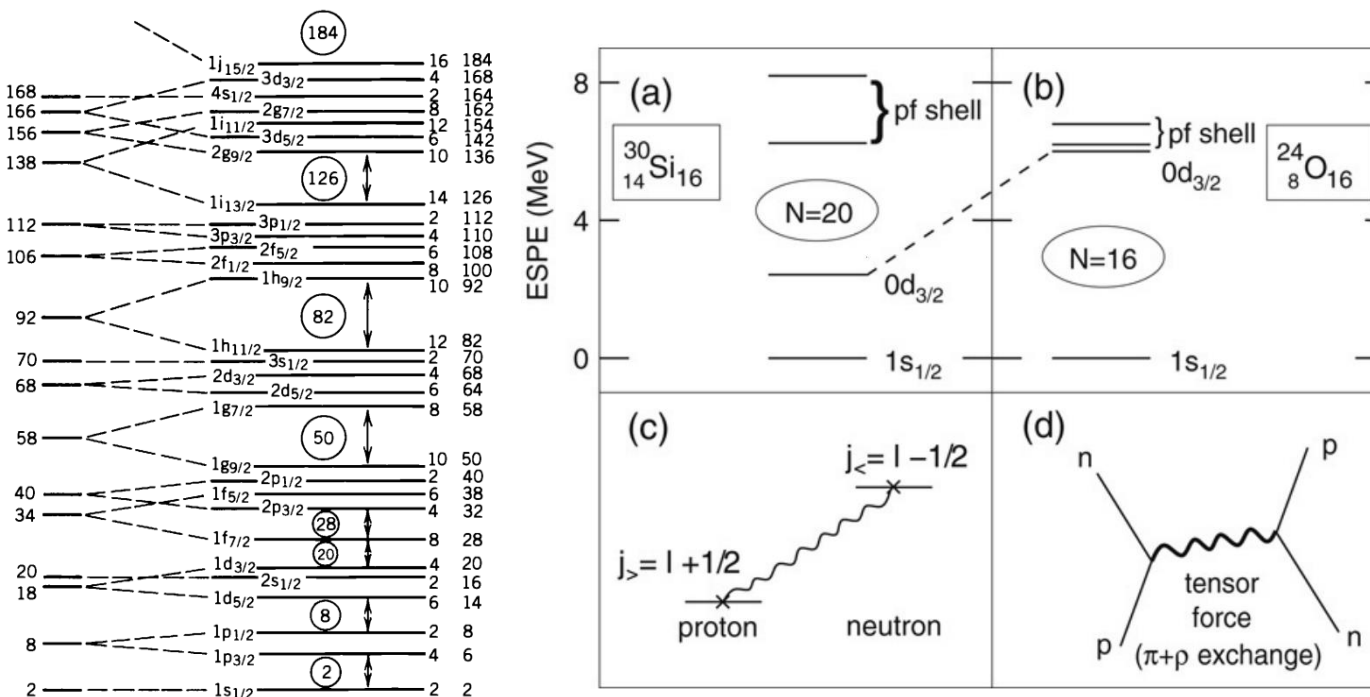 184
1j15/2 16 184
3d3/2 4 168
168 4s1/2 2 164
166 2g7/2 8 162
156 1i11/2 12 154
3d5/2 6 142
138 2g9/2 10 136
126
1i13/2 14 126
112 3p1/2 2 112
3p3/2 4 110
106 2f5/2 6 108
2f1/2 8 100
1h9/2 10 92
92 82
1h11/2 12 82
70 3s1/2 2 70
68 2d3/2 4 68
2d5/2 6 64
1g7/2 8 58
58 50
1g9/2 10 50
40 2p1/2 2 40
1f5/2 6 38
34 2p3/2 4 32
28
1f7/2 8 28
20
1d3/2 4 20
20 2s1/2 2 16
18 1d5/2 6 14
8
1p1/2 2 8
8 1p3/2 4 6
2
2 1s1/2 2 2
ESPE (MeV)
8
4
0
(a)
pf shell
30
14Si16
N=20
0d3/2
1s1/2
(b)
pf shell
0d3/2
24
8O16
N=16
1s1/2
(c)
j< = l −1/2
j> = l +1/2
proton neutron
(d)
n p
tensor
force
(π+ρ exchange)
p n